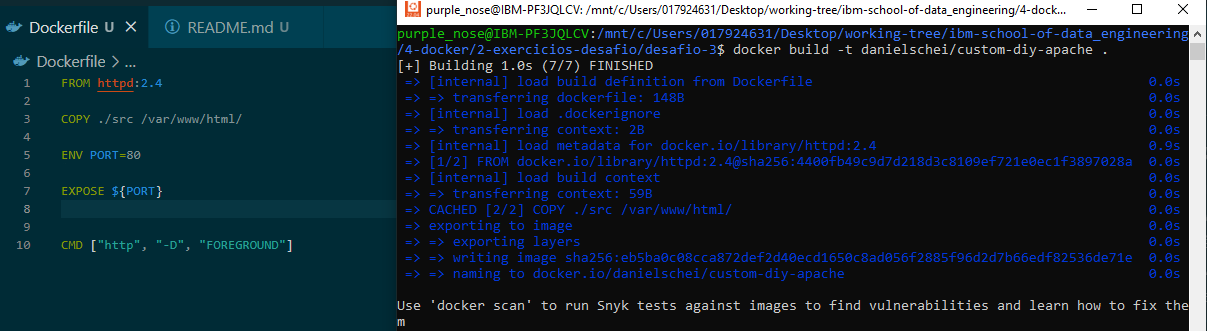 Dockerfile U
README.md U
Dockerfile > ...
1 FROM httpd:2.4
2
3 COPY ./src /var/www/html/
4
5 ENV PORT=80
6
7 EXPOSE ${PORT}
8
9
10 CMD ["http", "-D", "FOREGROUND"]
purple_nose@IBM-PF3JQLCV: /mnt/c/Users/017924631/Desktop/working-tree/ibm-school-of-data_engineering/4-dock...
purple_nose@IBM-PF3JQLCV:/mnt/c/Users/017924631/Desktop/working-tree/ibm-school-of-data_engineering
/4-docker/2-exercicios-desafio/desafio-3$ docker build -t danielschei/custom-diy-apache .
[+] Building 1.0s (7/7) FINISHED
=> [internal] load build definition from Dockerfile 0.0s
=> => transferring dockerfile: 148B 0.0s
=> [internal] load .dockerignore 0.0s
=> => transferring context: 2B 0.0s
=> [internal] load metadata for docker.io/library/httpd:2.4 0.9s
=> [1/2] FROM docker.io/library/httpd:2.4@sha256:4400fb49c9d7d218d3c8109ef721e0ec1f3897028a 0.0s
=> [internal] load build context 0.0s
=> => transferring context: 59B 0.0s
=> CACHED [2/2] COPY ./src /var/www/html/ 0.0s
=> exporting to image 0.0s
=> => exporting layers 0.0s
=> => writing image sha256:eb5ba0c08cca872def2d40ecd1650c8ad056f2885f96d2d7b66edf82536de71e 0.0s
=> => naming to docker.io/danielschei/custom-diy-apache 0.0s
Use 'docker scan' to run Snyk tests against images to find vulnerabilities and learn how to fix the
m